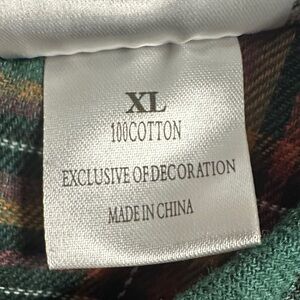 XL
100COTTON
EXCLUSIVE OF DECORATION
MADE IN CHINA